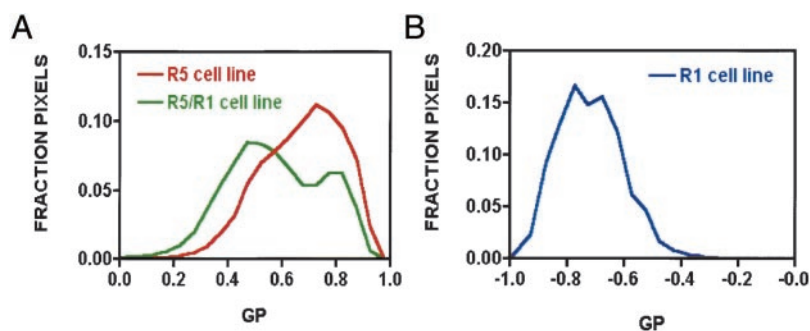 A
FRACTION PIXELS
0.15
0.10
0.05
0.00
R5 cell line
R5/R1 cell line
0.0 0.2 0.4 0.6 0.8 1.0
GP
B
FRACTION PIXELS
0.20
0.15
0.10
0.05
0.00
R1 cell line
-1.0 -0.8 -0.6 -0.4 -0.2 -0.0
GP